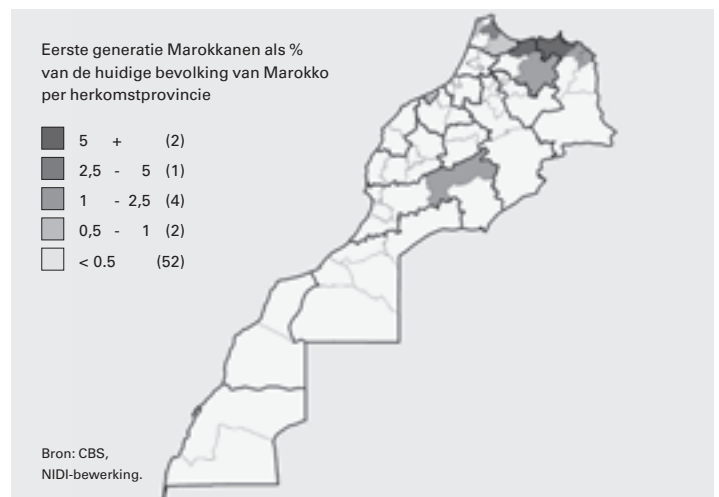 Eerste generatie Marokkanen als %
van de huidige bevolking van Marokko
per herkomstprovincie
5 + (2)
2,5 - 5 (1)
1 - 2,5 (4)
0,5 - 1 (2)
< 0.5 (52)
Bron: CBS,
NIDI-bewerking.